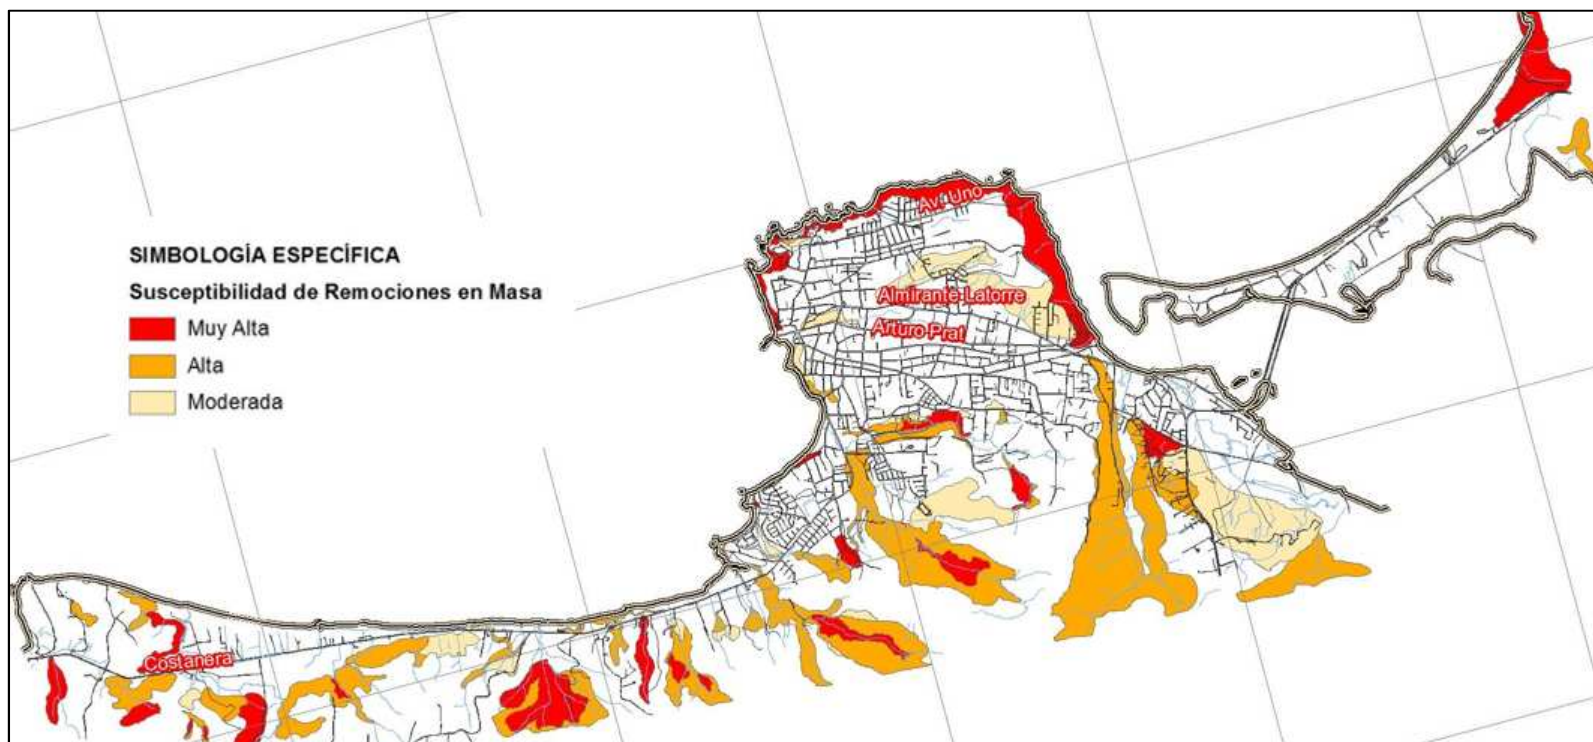 SIMBOLOGÍA ESPECÍFICA
Susceptibilidad de Remociones en Masa
Muy Alta
Alta
Moderada
Av. Uno
Almirante Latorre
Arturo Prat
Costanera